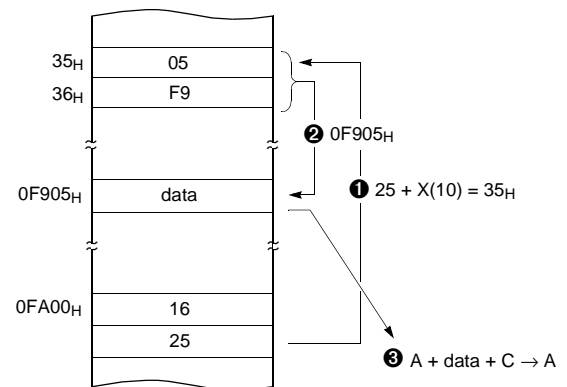 35H 05
36H F9
❷ 0F905H
0F905H data
❶ 25 + X(10) = 35H
0FA00H 16
25
❸ A + data + C → A